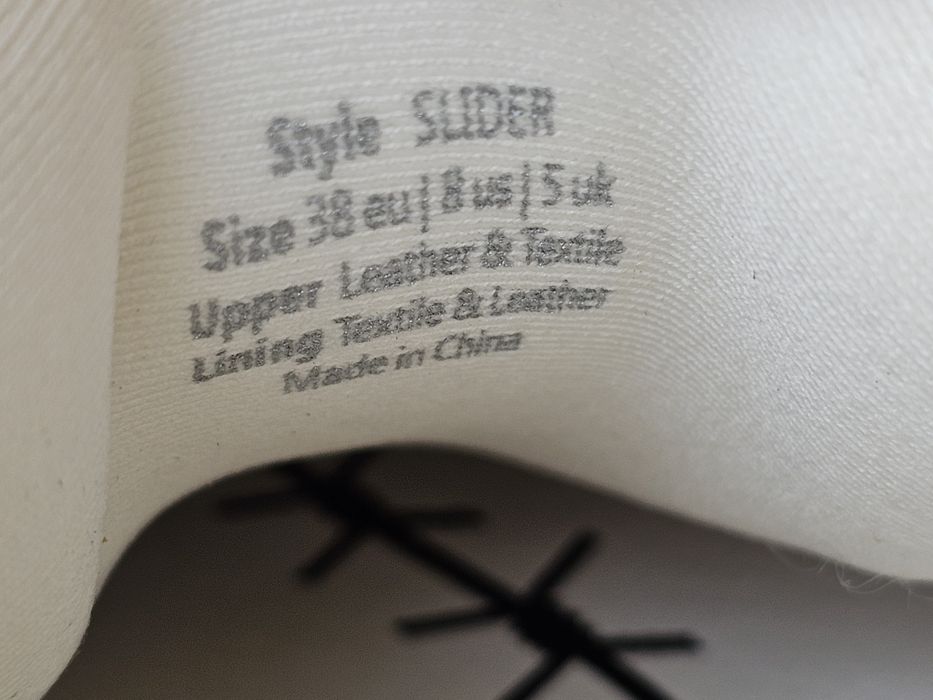 Style SLIDER
Size 38 eu | 8 us | 5 uk
Upper Leather & Textile
Lining Textile & Leather
Made in China